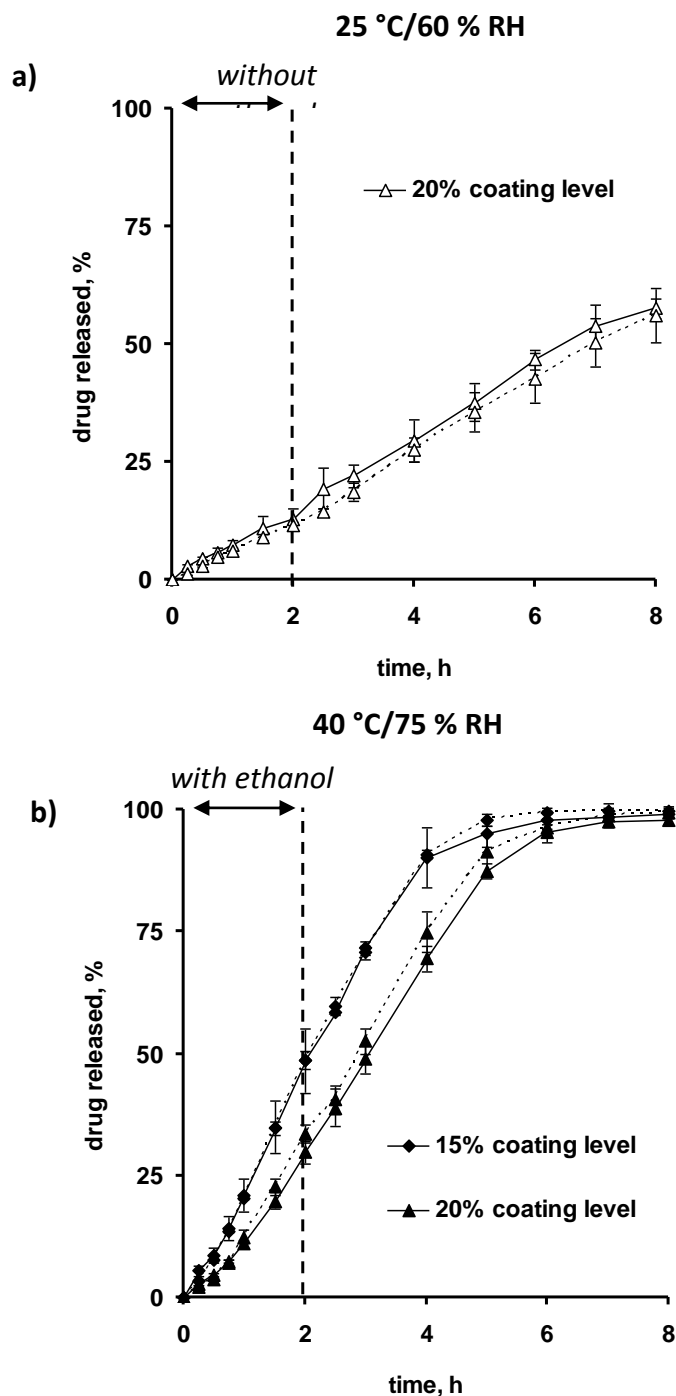 25 °C/60 % RH
a)
without
100
75
50
25
0
drug released, %
20% coating level
0 2 4 6 8
time, h
40 °C/75 % RH
b)
with ethanol
100
75
50
25
0
drug released, %
15% coating level
20% coating level
0 2 4 6 8
time, h